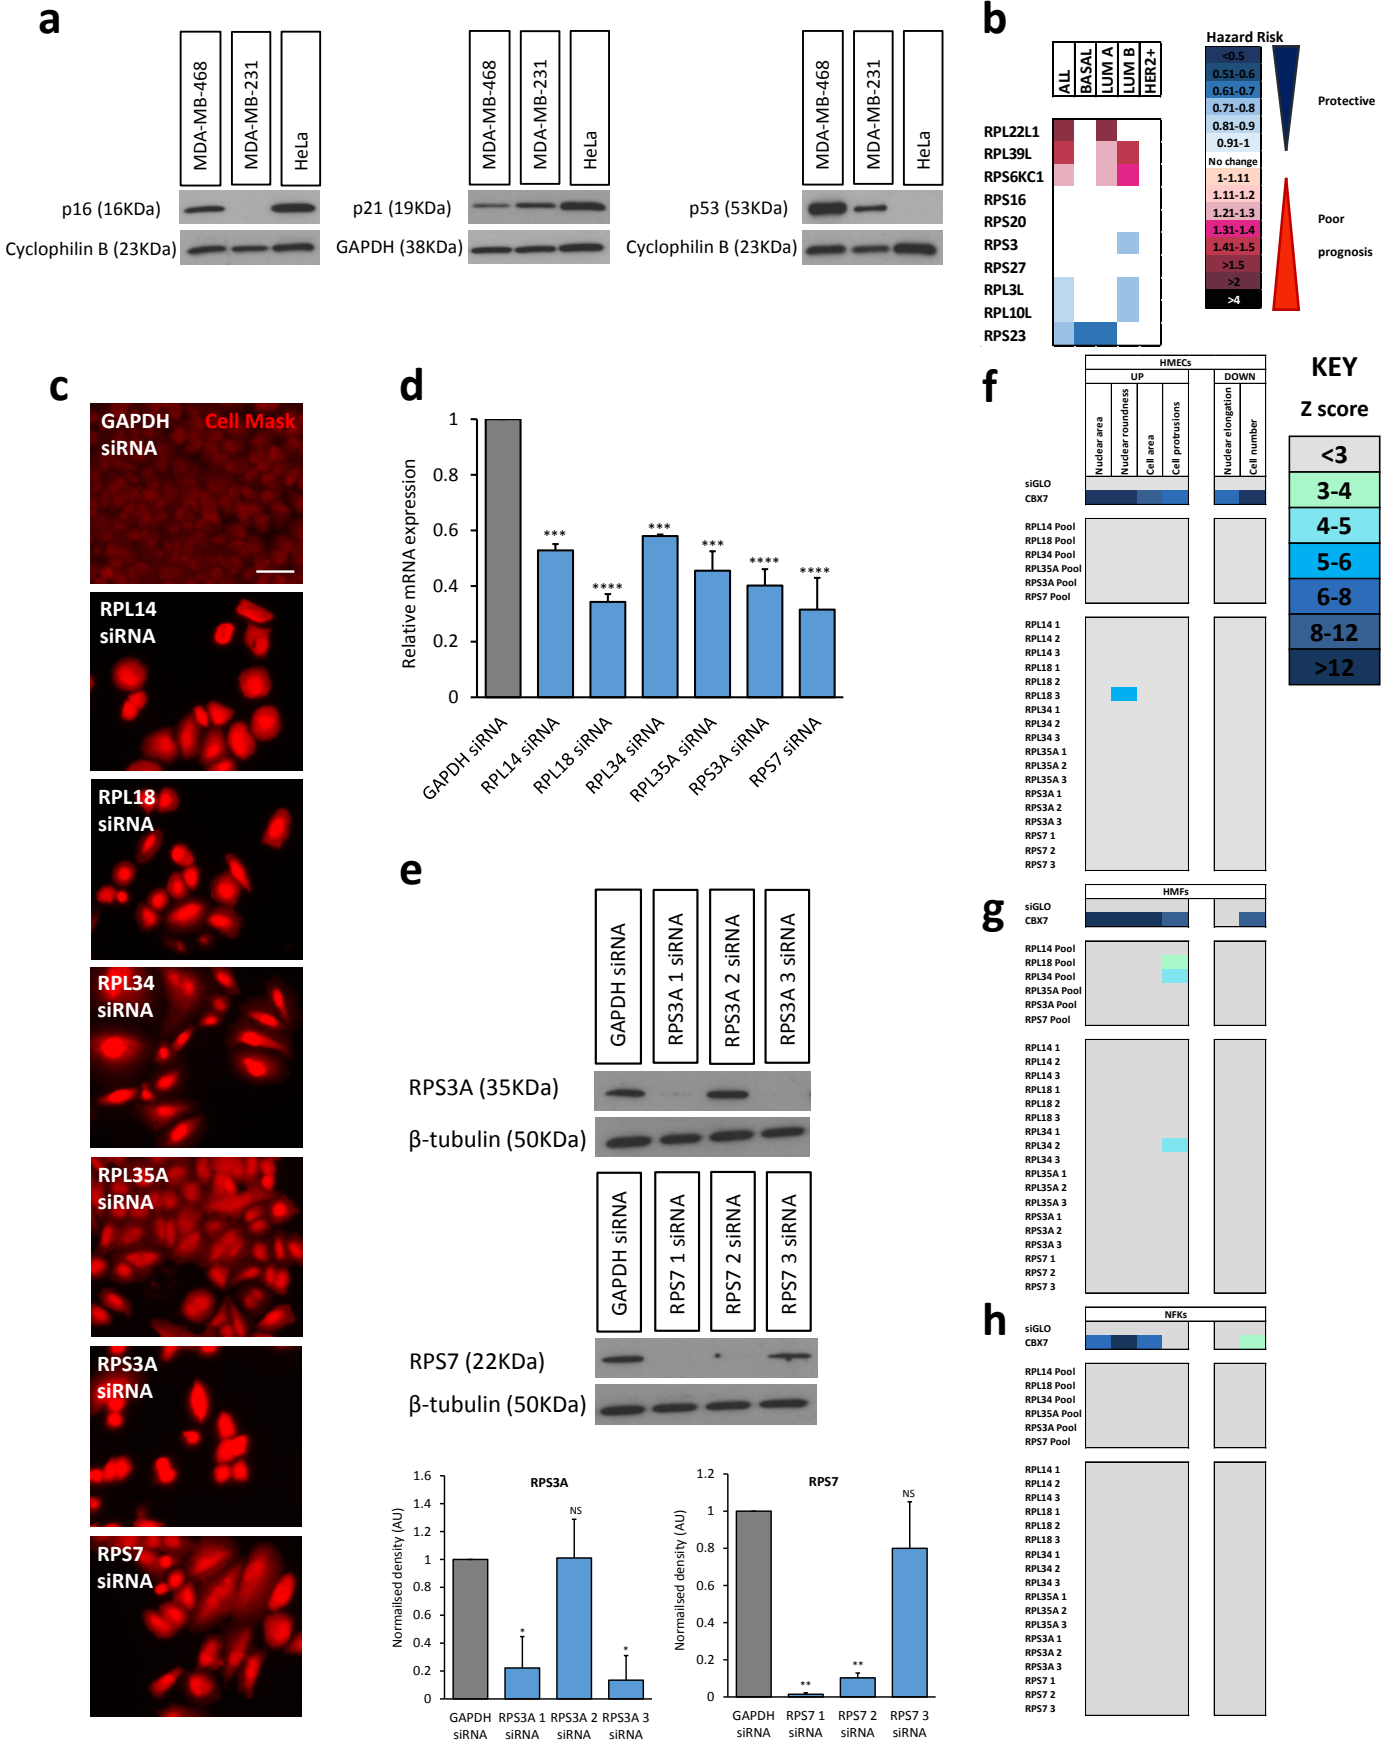 a
MDA-MB-468
MDA-MB-231
HeLa
p16 (16KDa)
Cyclophilin B (23KDa)
MDA-MB-468
MDA-MB-231
HeLa
p21 (19KDa)
GAPDH (38KDa)
MDA-MB-468
MDA-MB-231
HeLa
p53 (53KDa)
Cyclophilin B (23KDa)
b
ALL
BASAL
LUM A
LUM B
HER2+
RPL22L1
RPL39L
RPS6KC1
RPS16
RPS20
RPS3
RPS27
RPL3L
RPL10L
RPS23
Hazard Risk
<0.5
0.51-0.6
0.61-0.7
0.71-0.8
0.81-0.9
0.91-1
No change
1-1.11
1.11-1.2
1.21-1.3
1.31-1.4
1.41-1.5
>1.5
>2
>4
Protective
Poor
prognosis
c
GAPDH
siRNA
Cell Mask
RPL14
siRNA
RPL18
siRNA
RPL34
siRNA
RPL35A
siRNA
RPS3A
siRNA
RPS7
siRNA
d
Relative mRNA expression
1
0.8
0.6
0.4
0.2
0
***
****
***
***
****
****
GAPDH siRNA
RPL14 siRNA
RPL18 siRNA
RPL34 siRNA
RPL35A siRNA
RPS3A siRNA
RPS7 siRNA
e
GAPDH siRNA
RPS3A 1 siRNA
RPS3A 2 siRNA
RPS3A 3 siRNA
RPS3A (35KDa)
β-tubulin (50KDa)
GAPDH siRNA
RPS7 1 siRNA
RPS7 2 siRNA
RPS7 3 siRNA
RPS7 (22KDa)
β-tubulin (50KDa)
RPS3A
Normailsed density (AU)
1.6
1.4
1.2
1
0.8
0.6
0.4
0.2
0
*
NS
*
GAPDH siRNA
RPS3A 1 siRNA
RPS3A 2 siRNA
RPS3A 3 siRNA
RPS7
Normalised density (AU)
1.2
1
0.8
0.6
0.4
0.2
0
**
**
NS
GAPDH siRNA
RPS7 1 siRNA
RPS7 2 siRNA
RPS7 3 siRNA
f
HMECs
UP
DOWN
Nuclear area
Nuclear roundness
Cell area
Cell protrusions
Nuclear elongation
Cell number
siGLO
CBX7
RPL14 Pool
RPL18 Pool
RPL34 Pool
RPL35A Pool
RPS3A Pool
RPS7 Pool
RPL14 1
RPL14 2
RPL14 3
RPL18 1
RPL18 2
RPL18 3
RPL34 1
RPL34 2
RPL34 3
RPL35A 1
RPL35A 2
RPL35A 3
RPS3A 1
RPS3A 2
RPS3A 3
RPS7 1
RPS7 2
RPS7 3
KEY
Z score
<3
3-4
4-5
5-6
6-8
8-12
>12
g
HMFs
siGLO
CBX7
RPL14 Pool
RPL18 Pool
RPL34 Pool
RPL35A Pool
RPS3A Pool
RPS7 Pool
RPL14 1
RPL14 2
RPL14 3
RPL18 1
RPL18 2
RPL18 3
RPL34 1
RPL34 2
RPL34 3
RPL35A 1
RPL35A 2
RPL35A 3
RPS3A 1
RPS3A 2
RPS3A 3
RPS7 1
RPS7 2
RPS7 3
h
NFKs
siGLO
CBX7
RPL14 Pool
RPL18 Pool
RPL34 Pool
RPL35A Pool
RPS3A Pool
RPS7 Pool
RPL14 1
RPL14 2
RPL14 3
RPL18 1
RPL18 2
RPL18 3
RPL34 1
RPL34 2
RPL34 3
RPL35A 1
RPL35A 2
RPL35A 3
RPS3A 1
RPS3A 2
RPS3A 3
RPS7 1
RPS7 2
RPS7 3